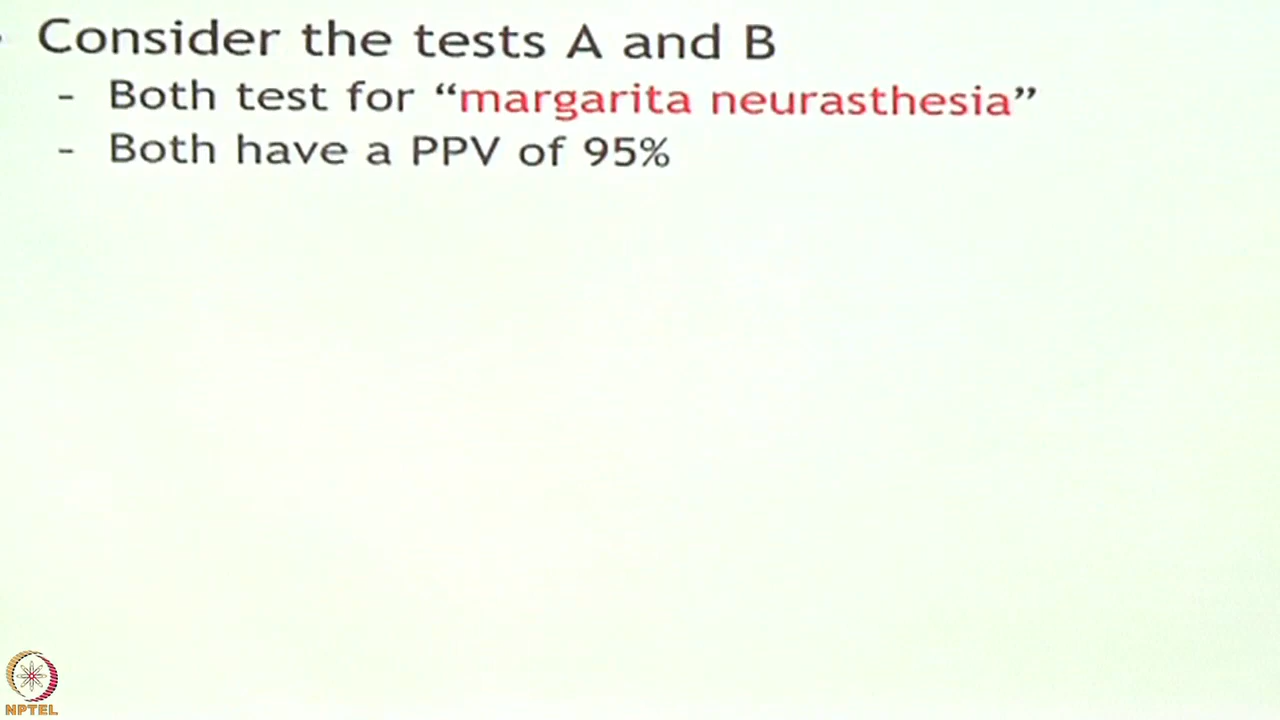 Consider the tests A and B
- Both test for “margarita neurasthesia”
- Both have a PPV of 95%
NPTEL